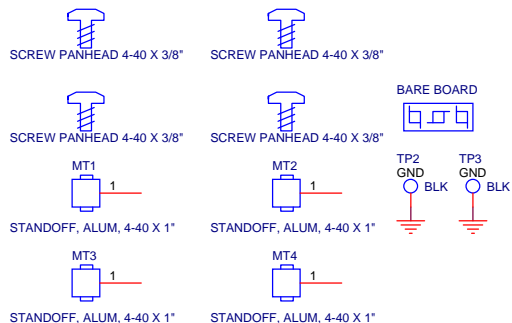 SCREW PANHEAD 4-40 X 3/8" SCREW PANHEAD 4-40 X 3/8"
BARE BOARD
SCREW PANHEAD 4-40 X 3/8" SCREW PANHEAD 4-40 X 3/8"
MT1 MT2 TP2 TP3
GND GND
1 1 BLK BLK
STANDOFF, ALUM, 4-40 X 1" STANDOFF, ALUM, 4-40 X 1"
MT3 MT4
1 1
STANDOFF, ALUM, 4-40 X 1" STANDOFF, ALUM, 4-40 X 1"